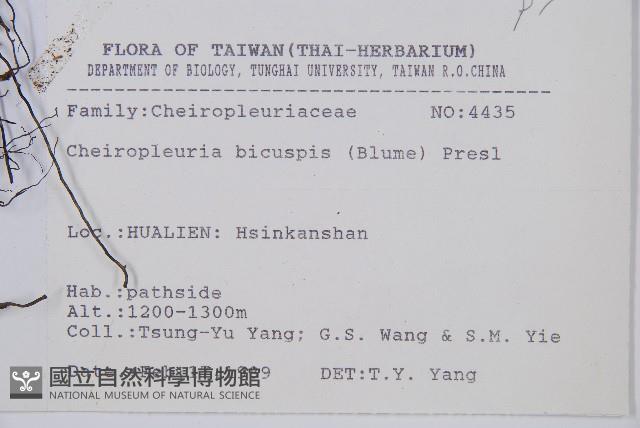 FLORA OF TAIWAN(THAI-HERBARIUM)
DEPARTMENT OF BIOLOGY, TUNGHAI UNIVERSITY, TAIWAN R.O.CHINA
Family:Cheiropleuriaceae NO:4435
Cheiropleuria bicuspis (Blume) Presl
Loc.:HUALIEN: Hsinkanshan
Hab.:pathside
Alt.:1200-1300m
Coll.:Tsung-Yu Yang; G.S. Wang & S.M. Yie
DET:T.Y. Yang
國立自然科學博物館
NATIONAL MUSEUM OF NATURAL SCIENCE